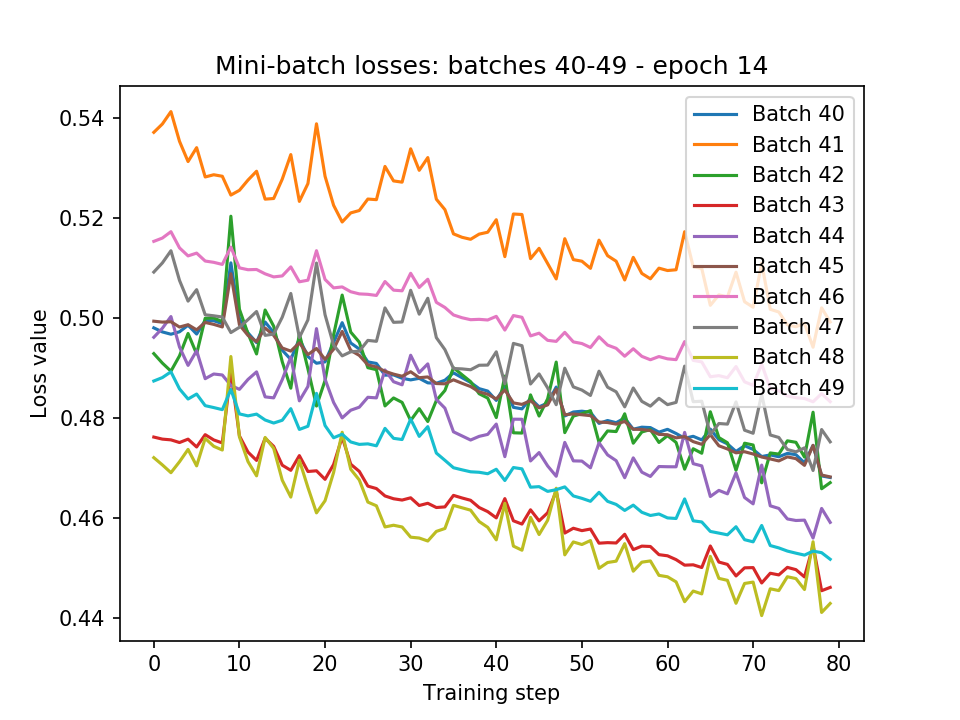 Mini-batch losses: batches 40-49 - epoch 14
Loss value
0.54
0.52
0.50
0.48
0.46
0.44
Batch 40
Batch 41
Batch 42
Batch 43
Batch 44
Batch 45
Batch 46
Batch 47
Batch 48
Batch 49
0 10 20 30 40 50 60 70 80
Training step